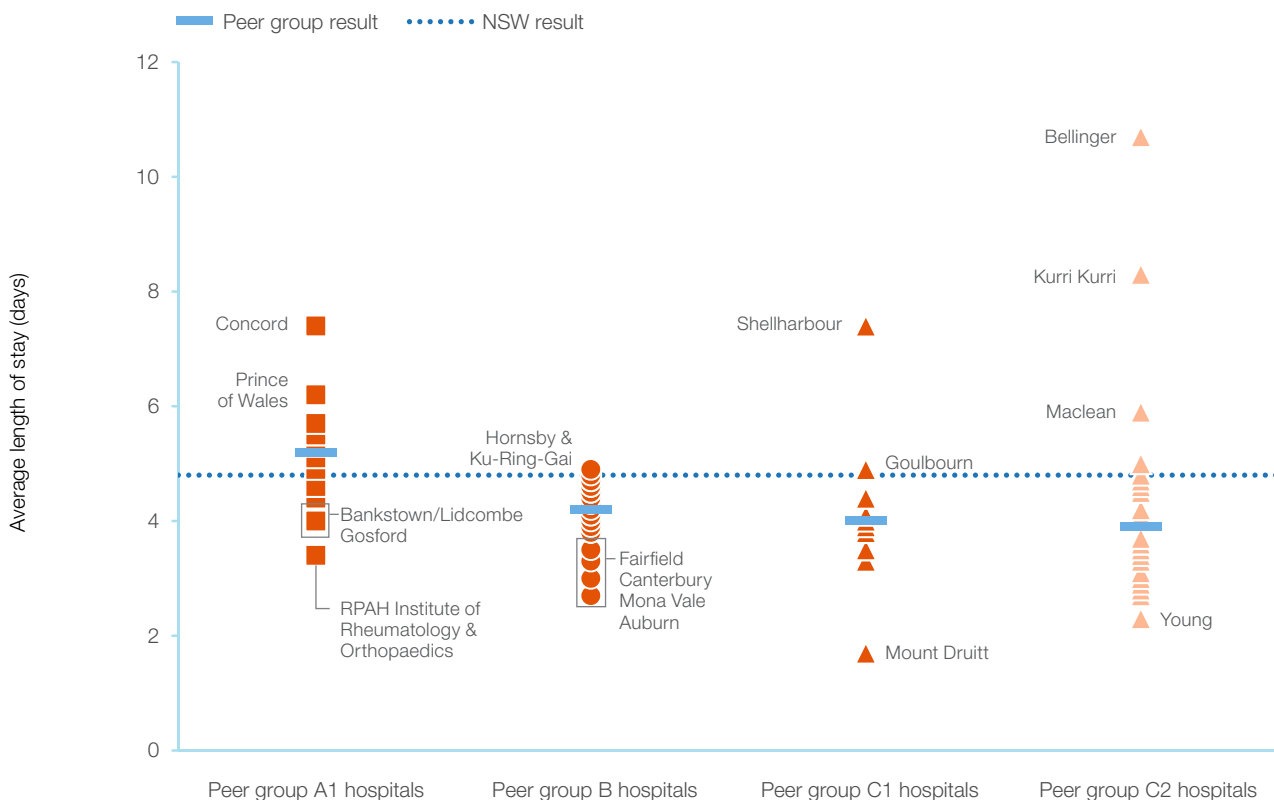 Peer group result
NSW result
12
10
8
6
4
2
0
Average length of stay (days)
Concord
Prince
of Wales
Bankstown/Lidcombe
Gosford
RPAH Institute of
Rheumatology &
Orthopaedics
Hornsby &
Ku-Ring-Gai
Fairfield
Canterbury
Mona Vale
Auburn
Shellharbour
Goulbourn
Mount Druitt
Bellinger
Kurri Kurri
Maclean
Young
Peer group A1 hospitals
Peer group B hospitals
Peer group C1 hospitals
Peer group C2 hospitals